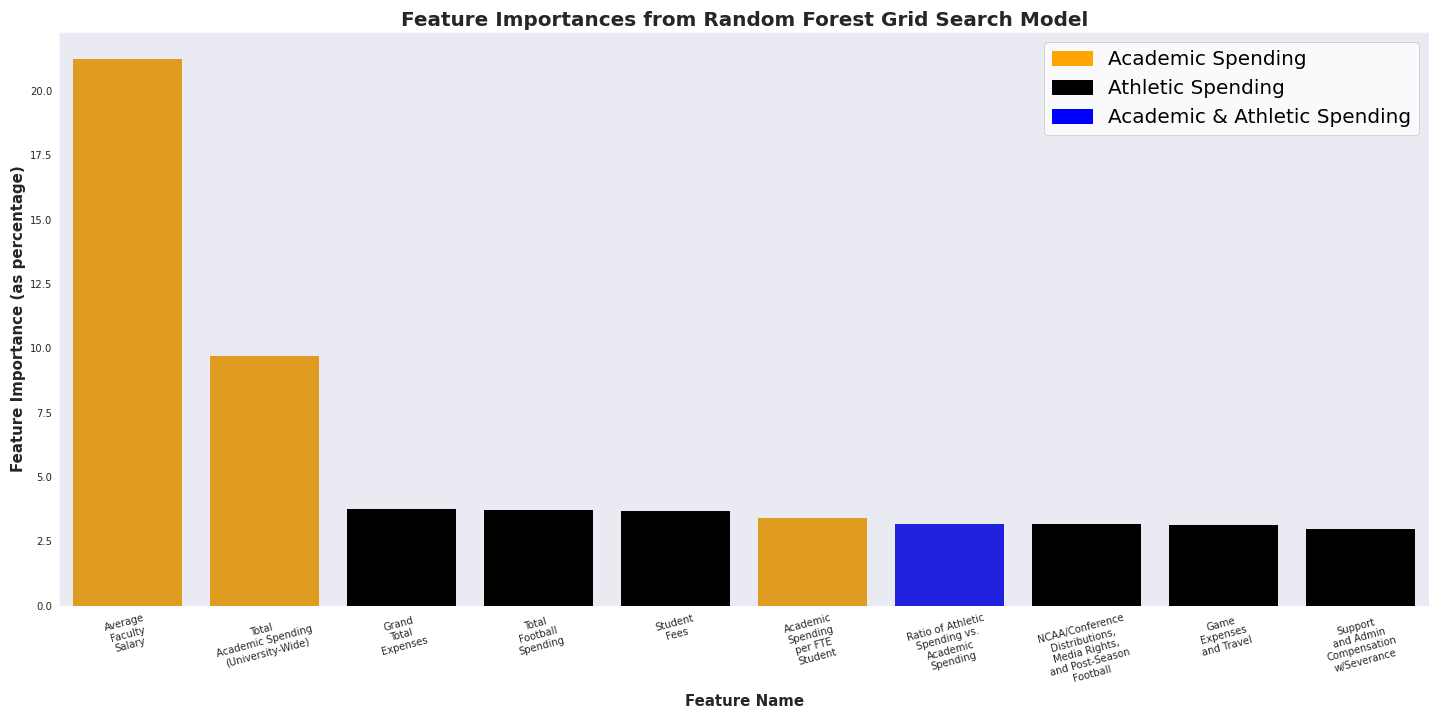 Feature Importances from Random Forest Grid Search Model
Academic Spending
Athletic Spending
Academic & Athletic Spending
Feature Importance (as percentage)
20.0
17.5
15.0
12.5
10.0
7.5
5.0
2.5
0.0
Average
Faculty
Salary
Total
Academic Spending
(University-Wide)
Grand
Total
Expenses
Total
Football
Spending
Student
Fees
Academic
Spending
per FTE
Student
Ratio of Athletic
Spending vs.
Academic
Spending
NCAA/Conference
Distributions,
Media Rights,
and Post-Season
Football
Game
Expenses
and Travel
Support
and Admin
Compensation
w/Severance
Feature Name